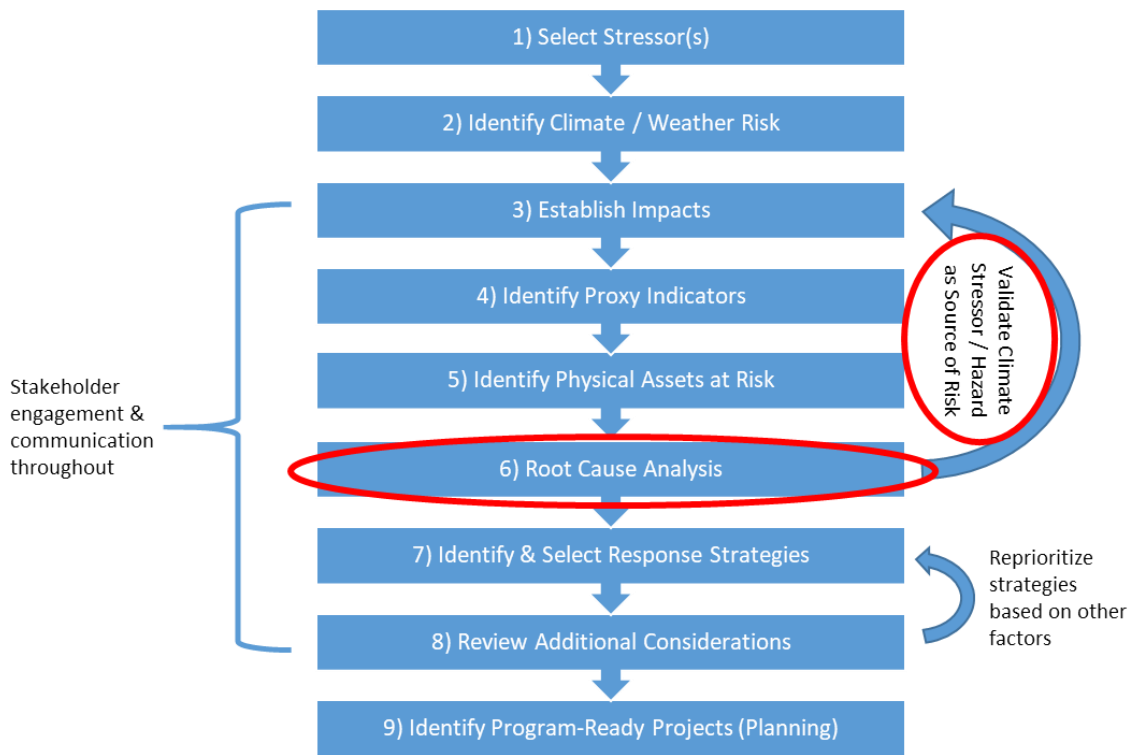 1) Select Stressor(s)
2) Identify Climate / Weather Risk
3) Establish Impacts
4) Identify Proxy Indicators
5) Identify Physical Assets at Risk
6) Root Cause Analysis
7) Identify & Select Response Strategies
8) Review Additional Considerations
9) Identify Program-Ready Projects (Planning)
Stakeholder
engagement &
communication
throughout
Validate Climate
Stressor / Hazard
as Source of Risk
Reprioritize
strategies
based on other
factors